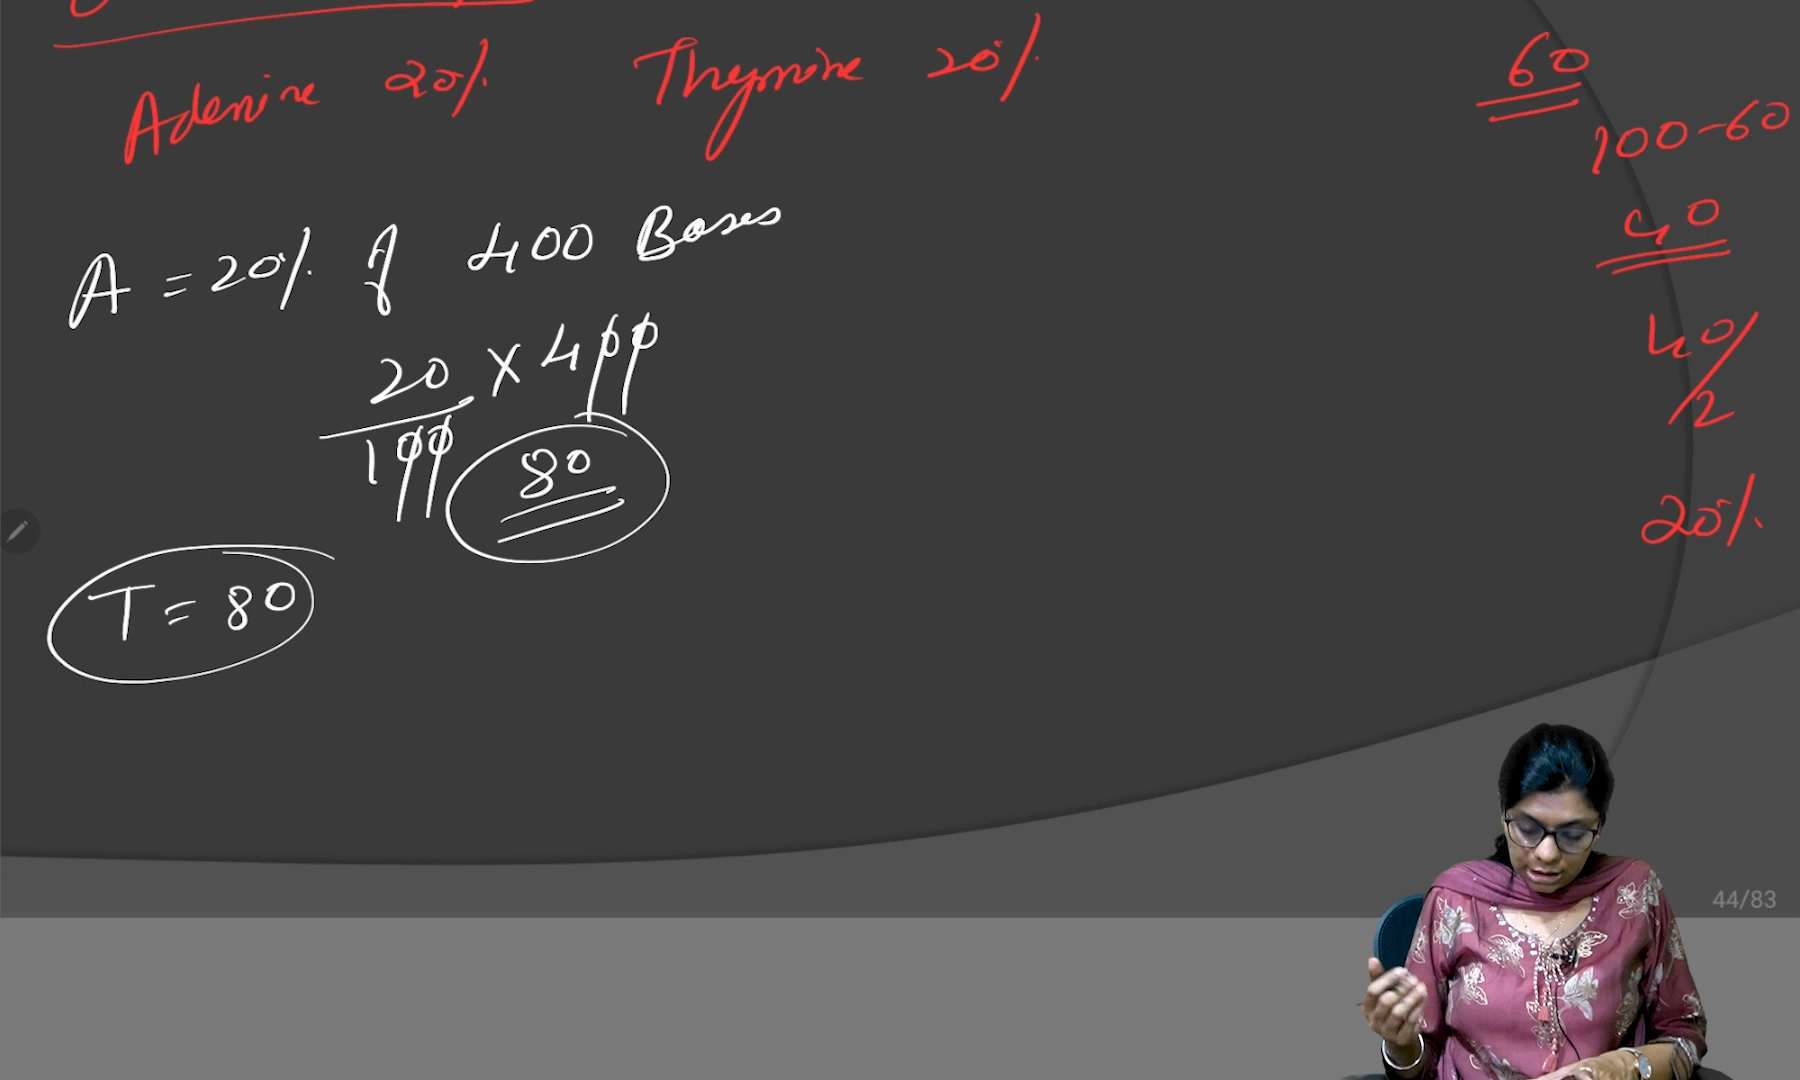 Adenine 20% Thymine 20%
60
100-60
40
40/2
20%
A = 20% of 400 Bases
20/100 × 400
80
T = 80
44/83